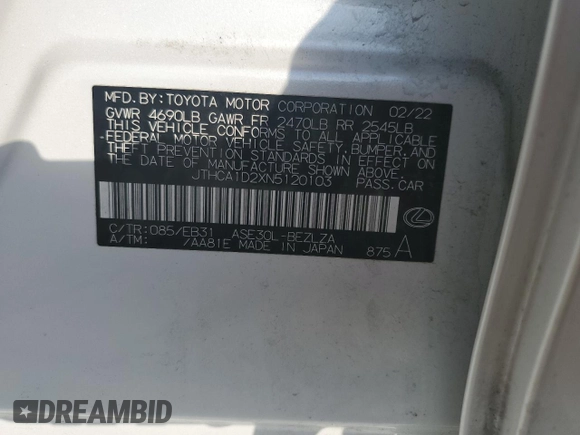 MFD. BY: TOYOTA MOTOR CORPORATION 02/22
GVWR 4690LB GAWR FR 2470LB RR 2545LB
THIS VEHICLE CONFORMS TO ALL APPLICABLE
FEDERAL MOTOR VEHICLE SAFETY, BUMPER, AND
THEFT PREVENTION STANDARDS IN EFFECT ON
THE DATE OF MANUFACTURE SHOWN ABOVE.
JTHCA1D2XN5120103 PASS. CAR
C/TR: 085/EB31 ASE30L-BEZLZA
A/TM: /AA81E MADE IN JAPAN 875 A
DREAMBID